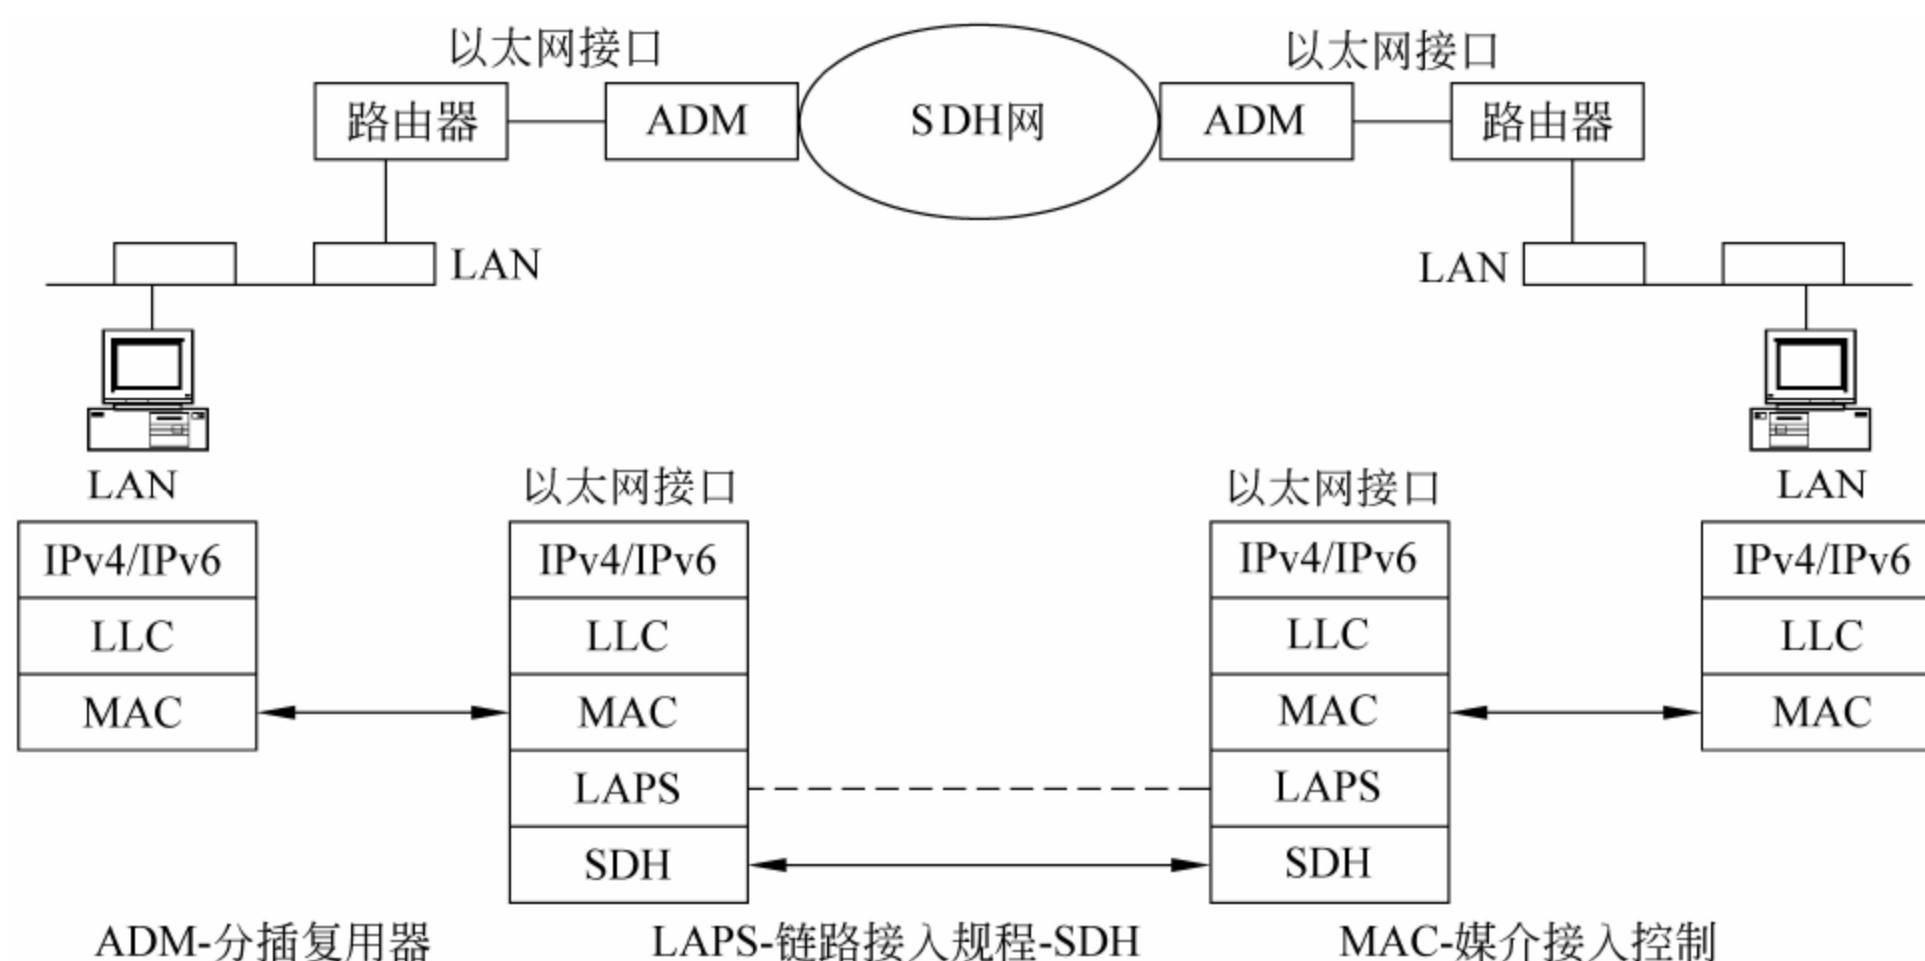 以太网接口 以太网接口
路由器 ADM SDH网 ADM 路由器
LAN LAN
LAN LAN
以太网接口 以太网接口
IPv4/IPv6 IPv4/IPv6 IPv4/IPv6 IPv4/IPv6
LLC LLC LLC LLC
MAC MAC MAC MAC
LAPS LAPS
SDH SDH
ADM-分插复用器 LAPS-链路接入规程-SDH MAC-媒介接入控制